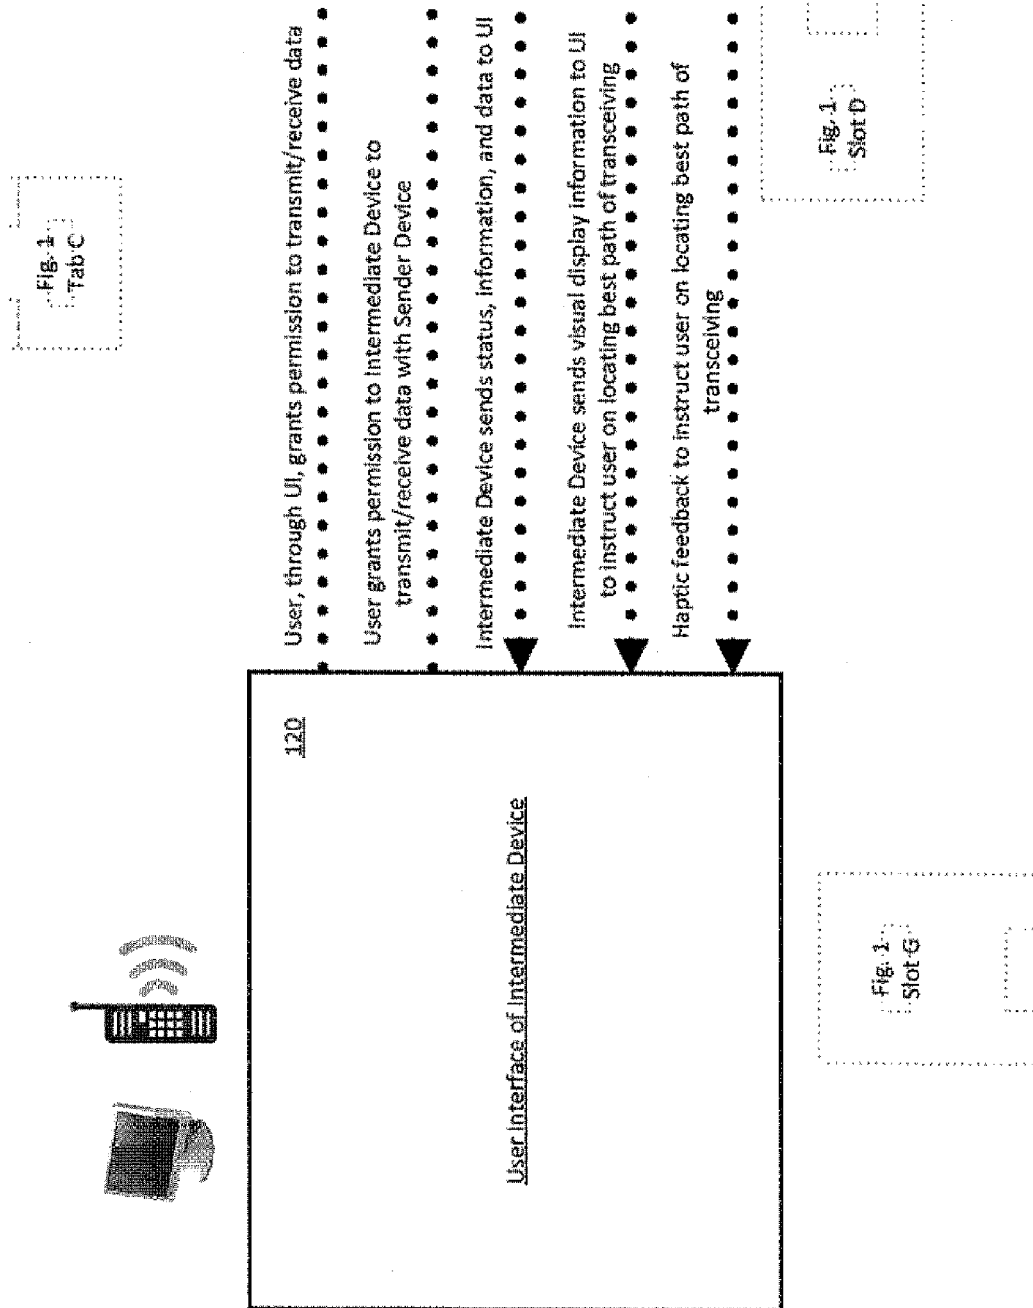 120
User Interface of Intermediate Device
User, through UI, grants permission to transmit/receive data
User grants permission to Intermediate Device to
transmit/receive data with Sender Device
Intermediate Device sends status, information, and data to UI
Intermediate Device sends visual display information to UI
to instruct user on locating best path of transceiving
Haptic feedback to instruct user on locating best path of
transceiving
Fig. 1
Tab C
Fig. 1
Slot D
Fig. 1
Slot G